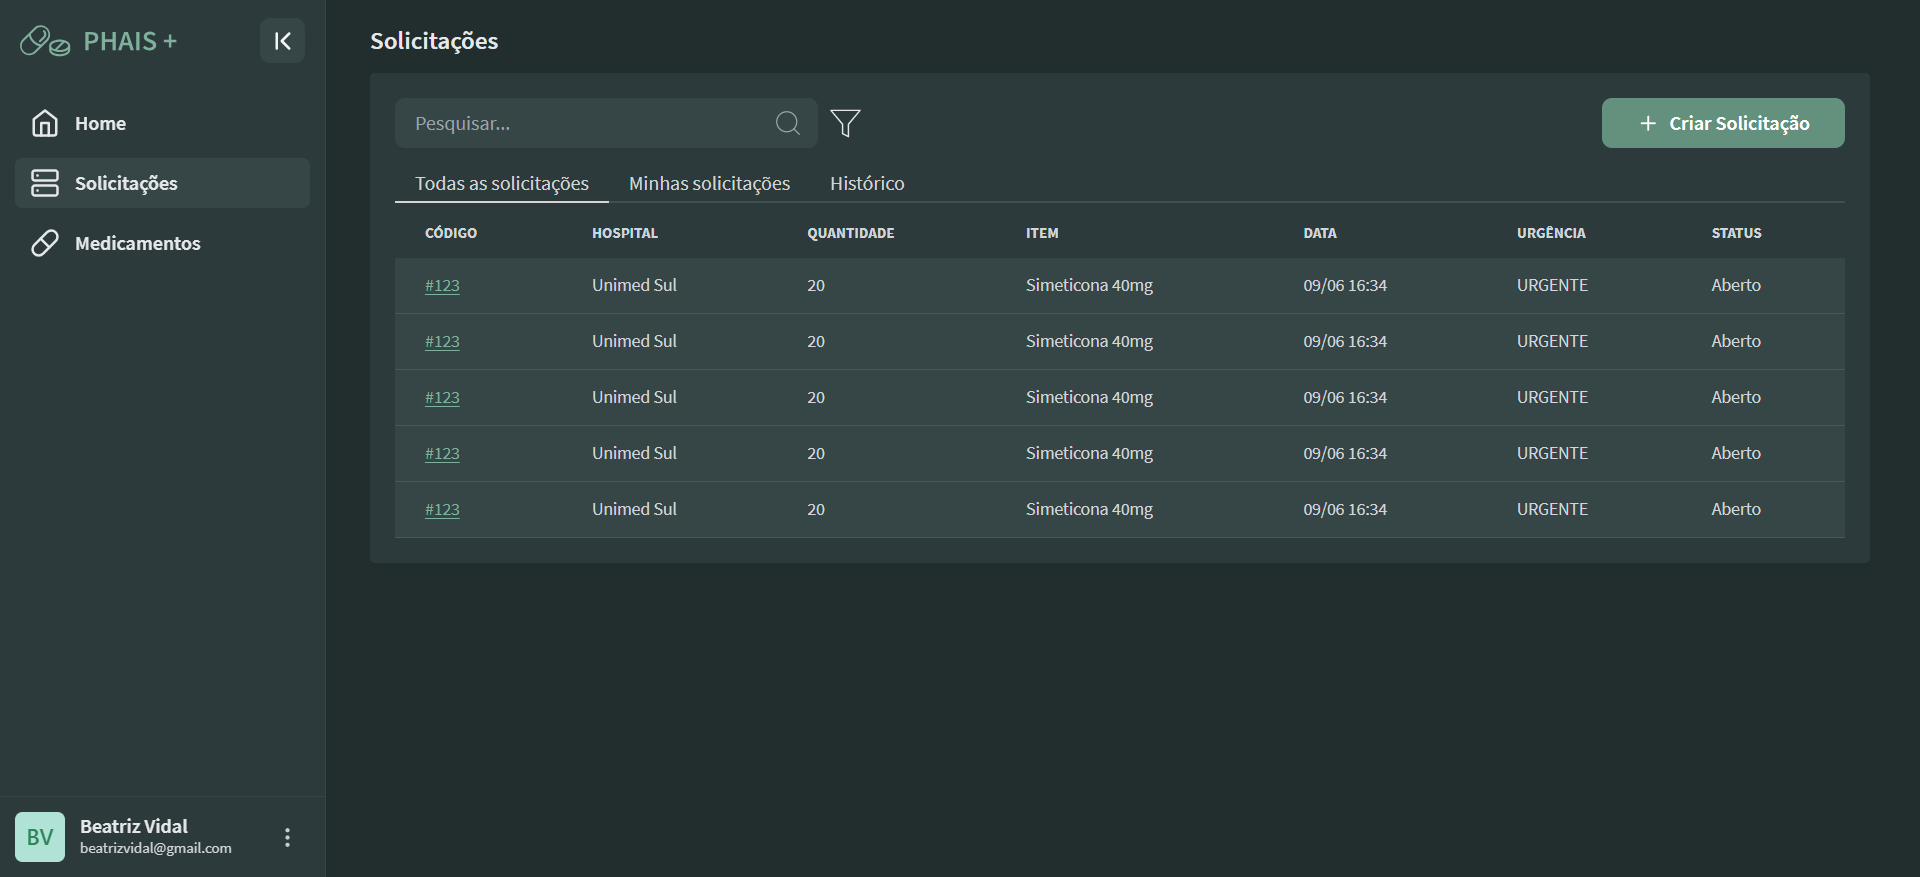 PHAIS +
Home
Solicitações
Medicamentos
Beatriz Vidal
beatrizvidal@gmail.com
BV
Solicitações
Pesquisar...
+ Criar Solicitação
Todas as solicitações Minhas solicitações Histórico
CÓDIGO HOSPITAL QUANTIDADE ITEM DATA URGÊNCIA STATUS
#123 Unimed Sul 20 Simeticona 40mg 09/06 16:34 URGENTE Aberto
#123 Unimed Sul 20 Simeticona 40mg 09/06 16:34 URGENTE Aberto
#123 Unimed Sul 20 Simeticona 40mg 09/06 16:34 URGENTE Aberto
#123 Unimed Sul 20 Simeticona 40mg 09/06 16:34 URGENTE Aberto
#123 Unimed Sul 20 Simeticona 40mg 09/06 16:34 URGENTE Aberto